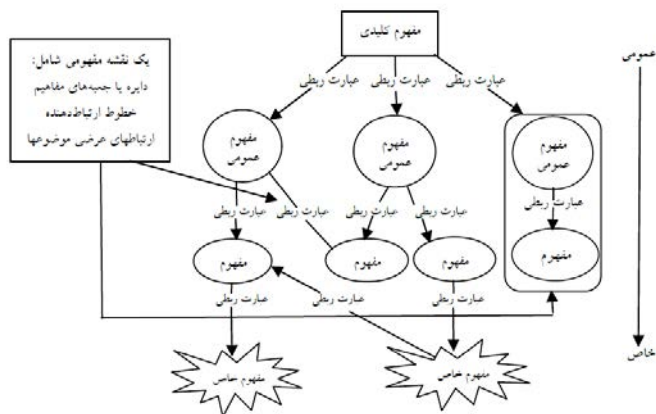 مفهوم کلیدی
عمومی
یک نقشه مفهومی شامل:
دایره یا جعبه‌های مفاهیم
خطوط ارتباط‌دهنده
ارتباطهای عرضی موضوعها
عبارت ربطی
عبارت ربطی
عبارت ربطی
مفهوم
عمومی
مفهوم
عمومی
مفهوم
عمومی
عبارت ربطی
عبارت ربطی
عبارت ربطی
عبارت ربطی
عبارت ربطی
مفهوم
مفهوم
مفهوم
مفهوم
عبارت ربطی
عبارت ربطی
عبارت ربطی
خاص
مفهوم خاص
مفهوم خاص